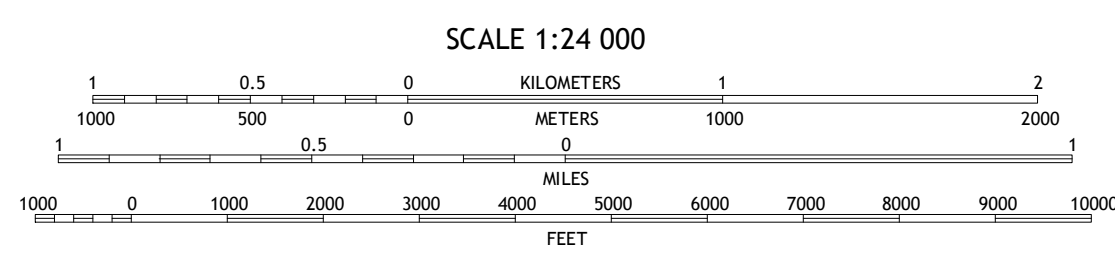 SCALE 1:24 000
1 0.5 0 KILOMETERS 1 2
1000 500 0 METERS 1000 2000
1 0.5 0 1
MILES
1000 0 1000 2000 3000 4000 5000 6000 7000 8000 9000 10000
FEET